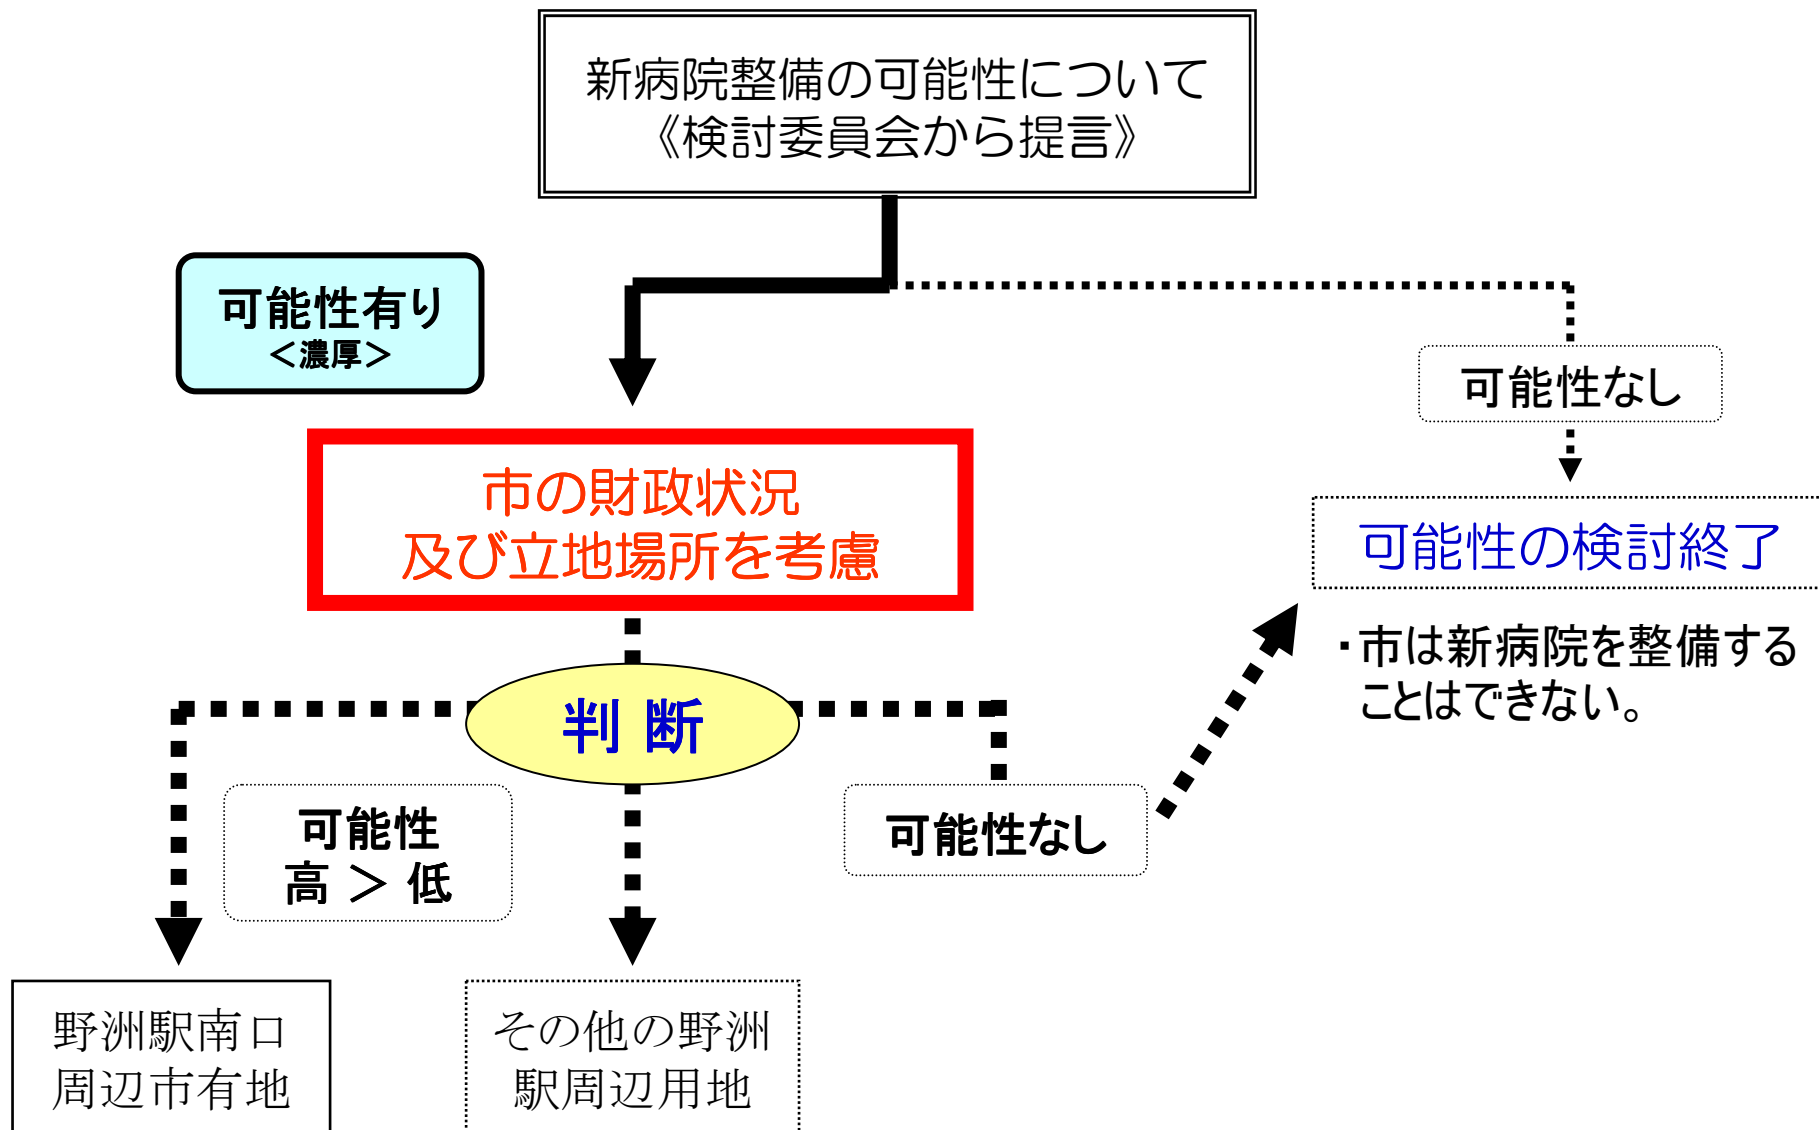 新病院整備の可能性について
《検討委員会から提言》
可能性有り
＜濃厚＞
可能性なし
市の財政状況
及び立地場所を考慮
可能性の検討終了
・市は新病院を整備する
ことはできない。
判 断
可能性
高 ＞ 低
可能性なし
野洲駅南口
周辺市有地
その他の野洲
駅周辺用地